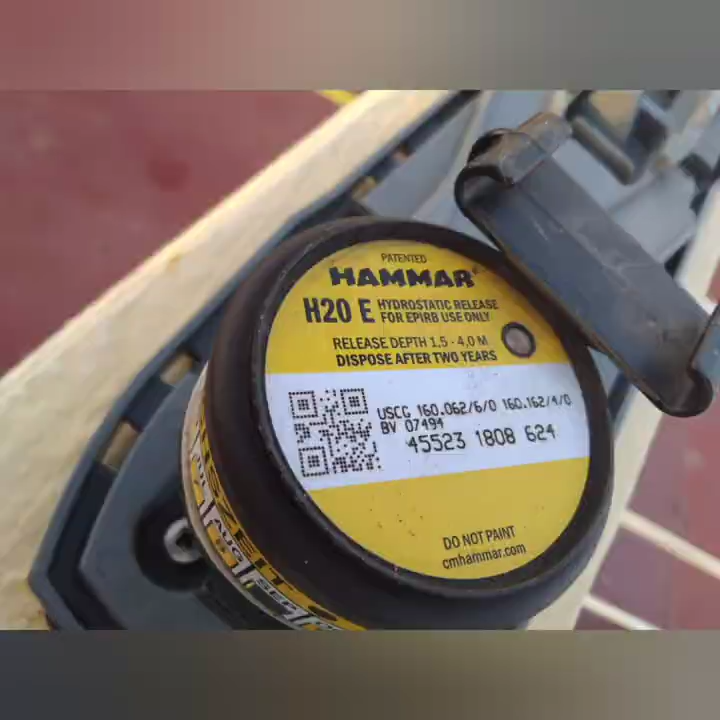 PATENTED
HAMMAR
H20 E HYDROSTATIC RELEASE
FOR EPIRB USE ONLY
RELEASE DEPTH 1.5 - 4,0 M
DISPOSE AFTER TWO YEARS
USCG 160.062/6/0 160.162/4/0
BV 07494
45523 1808 624
DO NOT PAINT
cmhammar.com
AUG
SEP